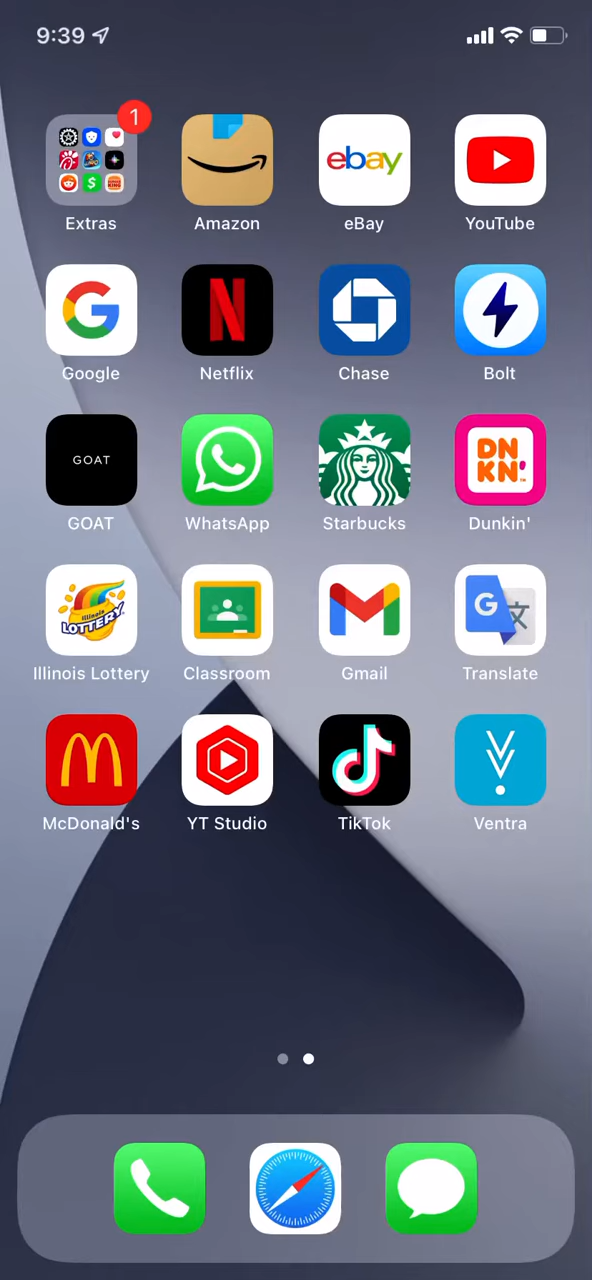 9:39
1
Extras
Amazon
ebay
eBay
YouTube
Google
Netflix
Chase
Bolt
GOAT
GOAT
WhatsApp
Starbucks
DN
KN'
Dunkin'
Illinois
LOTTERY
Illinois Lottery
Classroom
Gmail
G 文
Translate
McDonald's
YT Studio
TikTok
Ventra